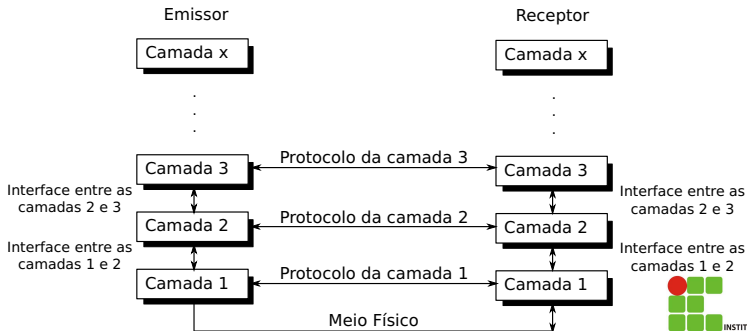 Emissor
Receptor
Camada x
Camada x
Camada 3
Protocolo da camada 3
Camada 3
Interface entre as
camadas 2 e 3
Interface entre as
camadas 2 e 3
Camada 2
Protocolo da camada 2
Camada 2
Interface entre as
camadas 1 e 2
Interface entre as
camadas 1 e 2
Camada 1
Protocolo da camada 1
Camada 1
Meio Físico
INSTIT